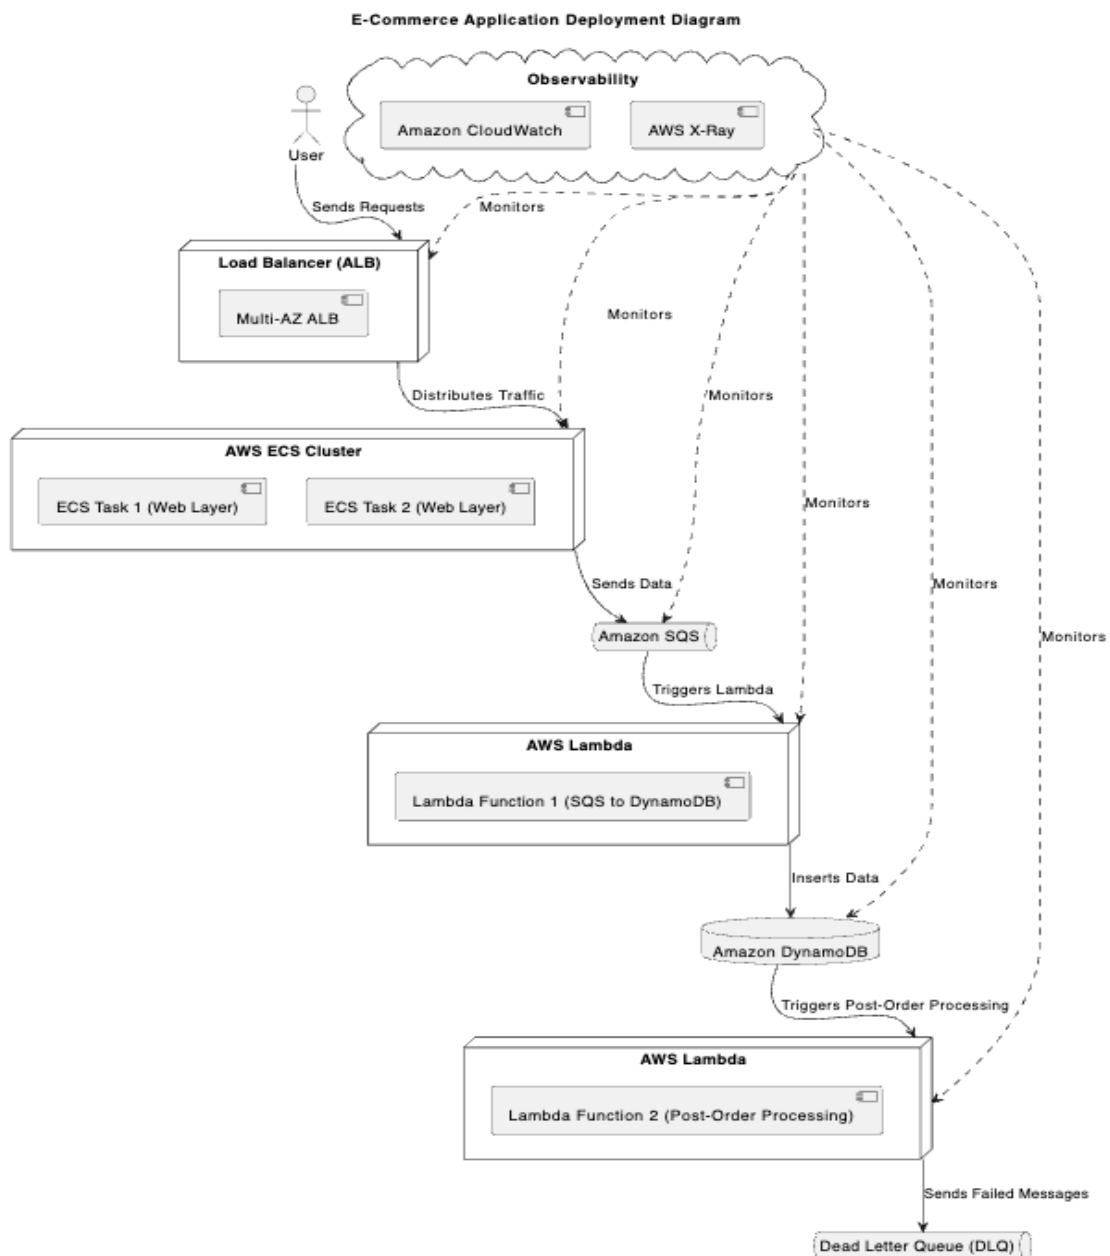 E-Commerce Application Deployment Diagram
Observability
Amazon CloudWatch
AWS X-Ray
User
Sends Requests
Monitors
Load Balancer (ALB)
Multi-AZ ALB
Monitors
Distributes Traffic
Monitors
AWS ECS Cluster
ECS Task 1 (Web Layer)
ECS Task 2 (Web Layer)
Monitors
Sends Data
Monitors
Amazon SQS
Monitors
Triggers Lambda
AWS Lambda
Lambda Function 1 (SQS to DynamoDB)
Inserts Data
Amazon DynamoDB
Triggers Post-Order Processing
AWS Lambda
Lambda Function 2 (Post-Order Processing)
Sends Failed Messages
Dead Letter Queue (DLQ)